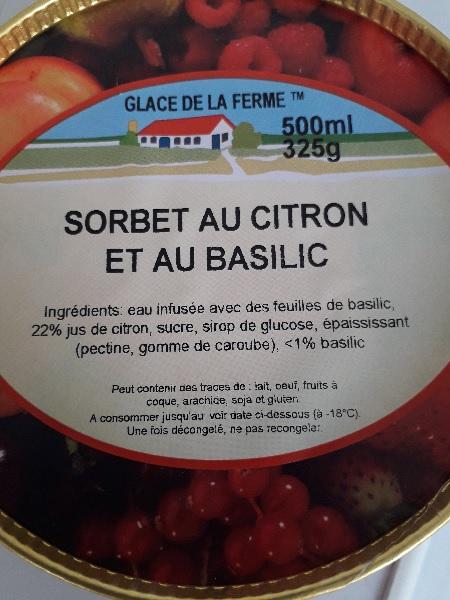 GLACE DE LA FERME ™
500ml
325g
SORBET AU CITRON
ET AU BASILIC
Ingrédients: eau infusée avec des feuilles de basilic,
22% jus de citron, sucre, sirop de glucose, épaississant
(pectine, gomme de caroube), <1% basilic
Peut contenir des traces de : lait, oeuf, fruits à
coque, arachide, soja et gluten.
A consommer jusqu'au: voir date ci-dessous (à -18°C).
Une fois décongelé, ne pas recongeler.